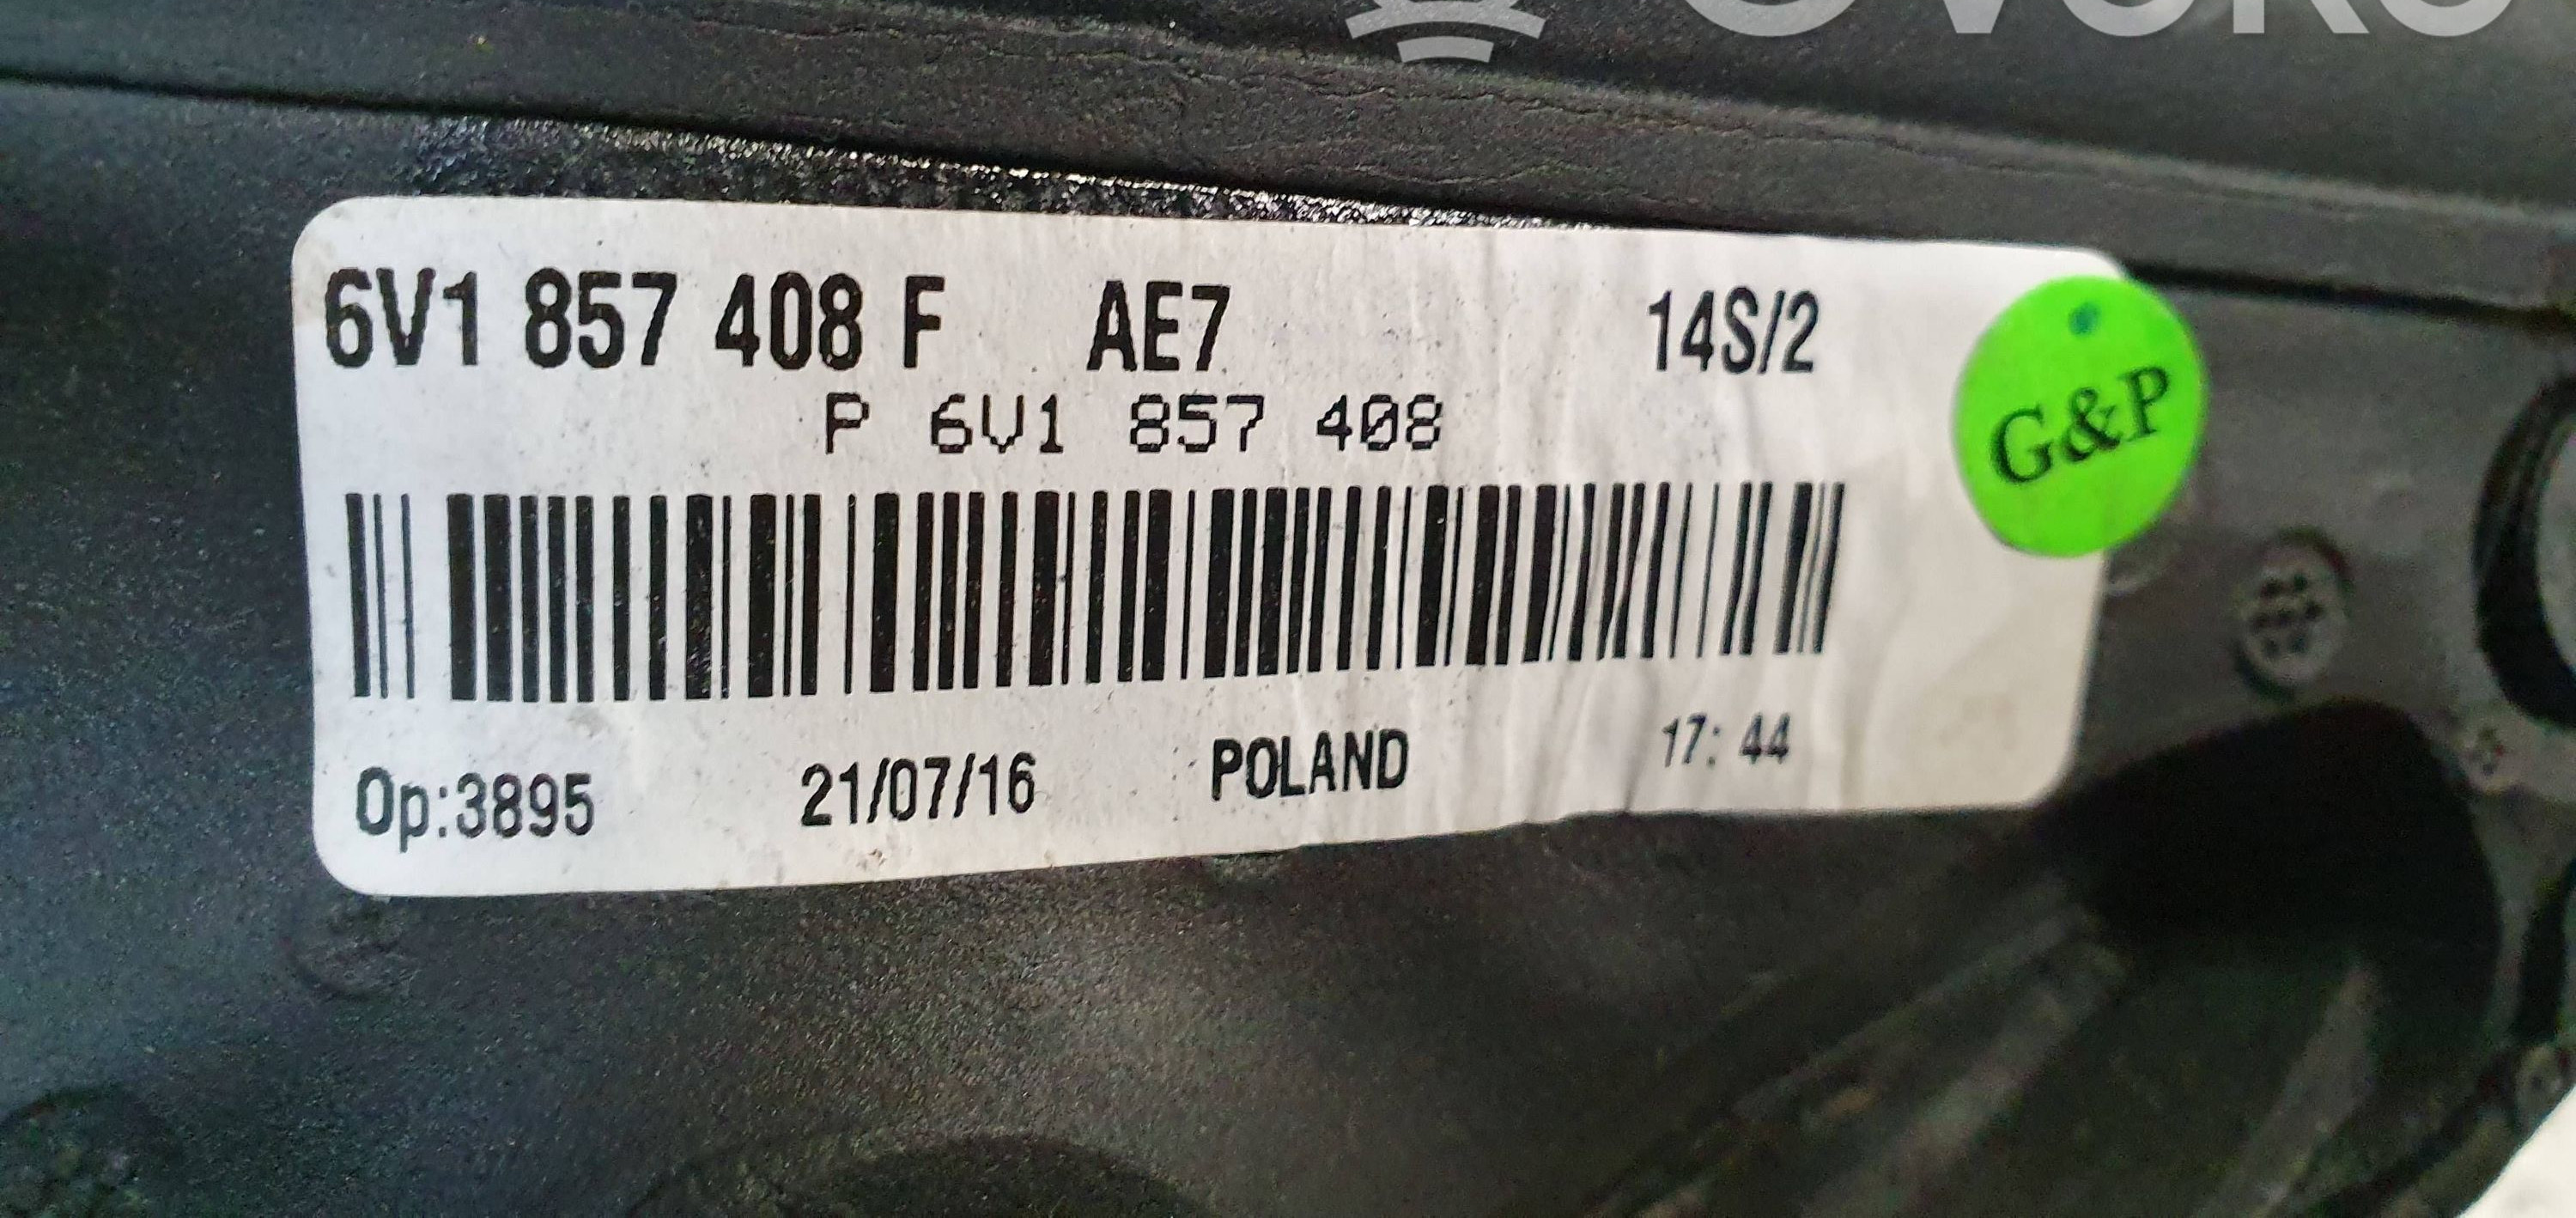 6V1 857 408 F AE7 14S/2
P 6V1 857 408
G&P
Op:3895 21/07/16 POLAND 17:44